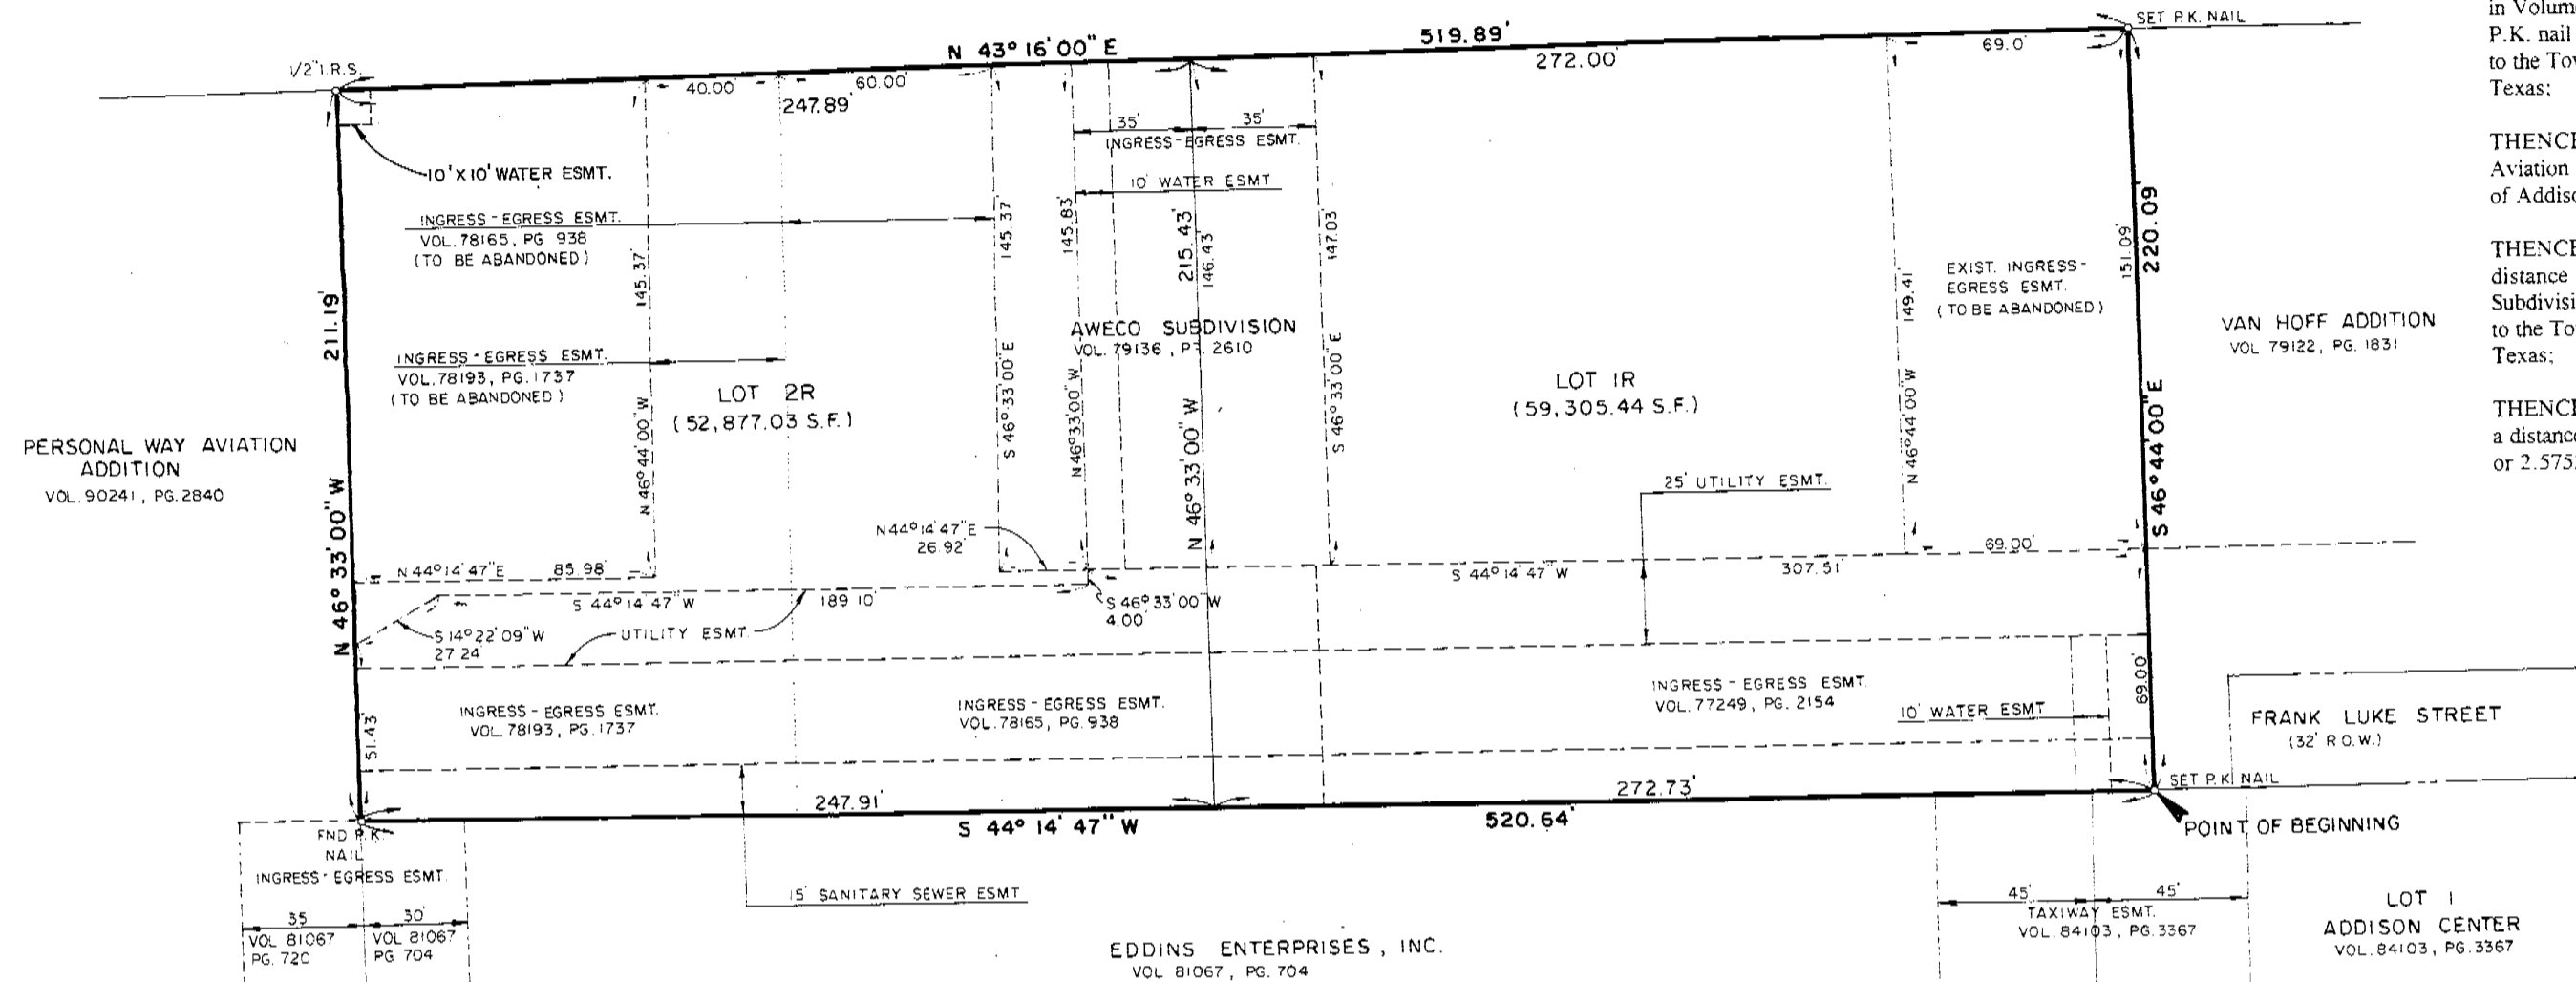 in Volum
P.K. nail
to the Tov
Texas;
THENCE
Aviation
of Addiso
THENCE
distance
Subdivisi
to the To
Texas;
THENCE
a distance
or 2.575
SET P.K. NAIL
519.89'
N 43° 16' 00" E
272.00'
69.0'
1/2" I.R.S.
40.00'
60.00'
247.89'
35'
35'
INGRESS-EGRESS ESMT.
10' X 10' WATER ESMT.
10' WATER ESMT
INGRESS - EGRESS ESMT.
VOL. 78165, PG 938
(TO BE ABANDONED)
145.37'
145.37'
145.83'
215.43'
146.43'
147.03'
149.41'
151.09'
220.09'
EXIST. INGRESS-
EGRESS ESMT.
(TO BE ABANDONED)
211.19'
AWECO SUBDIVISION
VOL. 79136, PG. 2610
VAN HOFF ADDITION
VOL 79122, PG. 1831
INGRESS - EGRESS ESMT.
VOL. 78193, PG. 1737
(TO BE ABANDONED)
LOT 2R
(52,877.03 S.F.)
LOT 1R
(59,305.44 S.F.)
N 46° 44' 00" W
S 46° 33' 00" E
N 46° 33' 00" W
N 46° 33' 00" W
S 46° 33' 00" E
N 46° 44' 00" W
S 46° 44' 00" E
PERSONAL WAY AVIATION
ADDITION
VOL. 90241, PG. 2840
N 46° 33' 00" W
25' UTILITY ESMT.
N 44° 14' 47" E
26.92'
N 44° 14' 47" E 85.98'
S 44° 14' 47" W 307.51'
69.00'
S 44° 14' 47" W 189.10'
S 46° 33' 00" W
4.00'
S 14° 22' 09" W
27.24'
UTILITY ESMT.
51.43'
69.00'
INGRESS - EGRESS ESMT.
VOL. 78193, PG. 1737
INGRESS - EGRESS ESMT.
VOL. 78165, PG. 938
INGRESS - EGRESS ESMT.
VOL. 77249, PG. 2154
10' WATER ESMT
FRANK LUKE STREET
(32' R.O.W.)
SET P.K. NAIL
247.91'
272.73'
S 44° 14' 47" W
520.64'
POINT OF BEGINNING
FND P.K.
NAIL
INGRESS - EGRESS ESMT.
35'
30'
VOL 81067
PG. 720
VOL 81067
PG 704
15' SANITARY SEWER ESMT
EDDINS ENTERPRISES, INC.
VOL 81067, PG. 704
45'
45'
TAXIWAY ESMT.
VOL. 84103, PG. 3367
LOT 1
ADDISON CENTER
VOL. 84103, PG. 3367